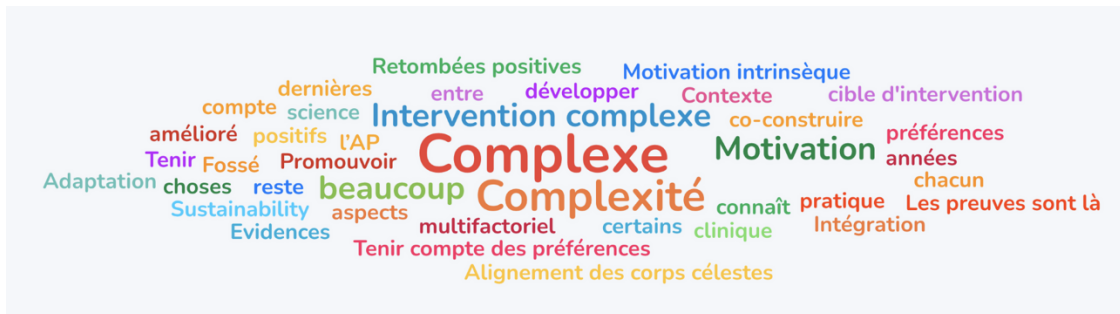 Retombées positives
Motivation intrinsèque
dernières
entre
développer
Contexte
cible d'intervention
compte
science
Intervention complexe
co-construire
amélioré
positifs
l'AP
Complexe
Motivation
préférences
Tenir
Fossé
Promouvoir
années
Adaptation
choses
reste
beaucoup
Complexité
chacun
Sustainability
aspects
connaît
pratique
Les preuves sont là
Evidences
multifactoriel
certains
clinique
Intégration
Tenir compte des préférences
Alignement des corps célestes